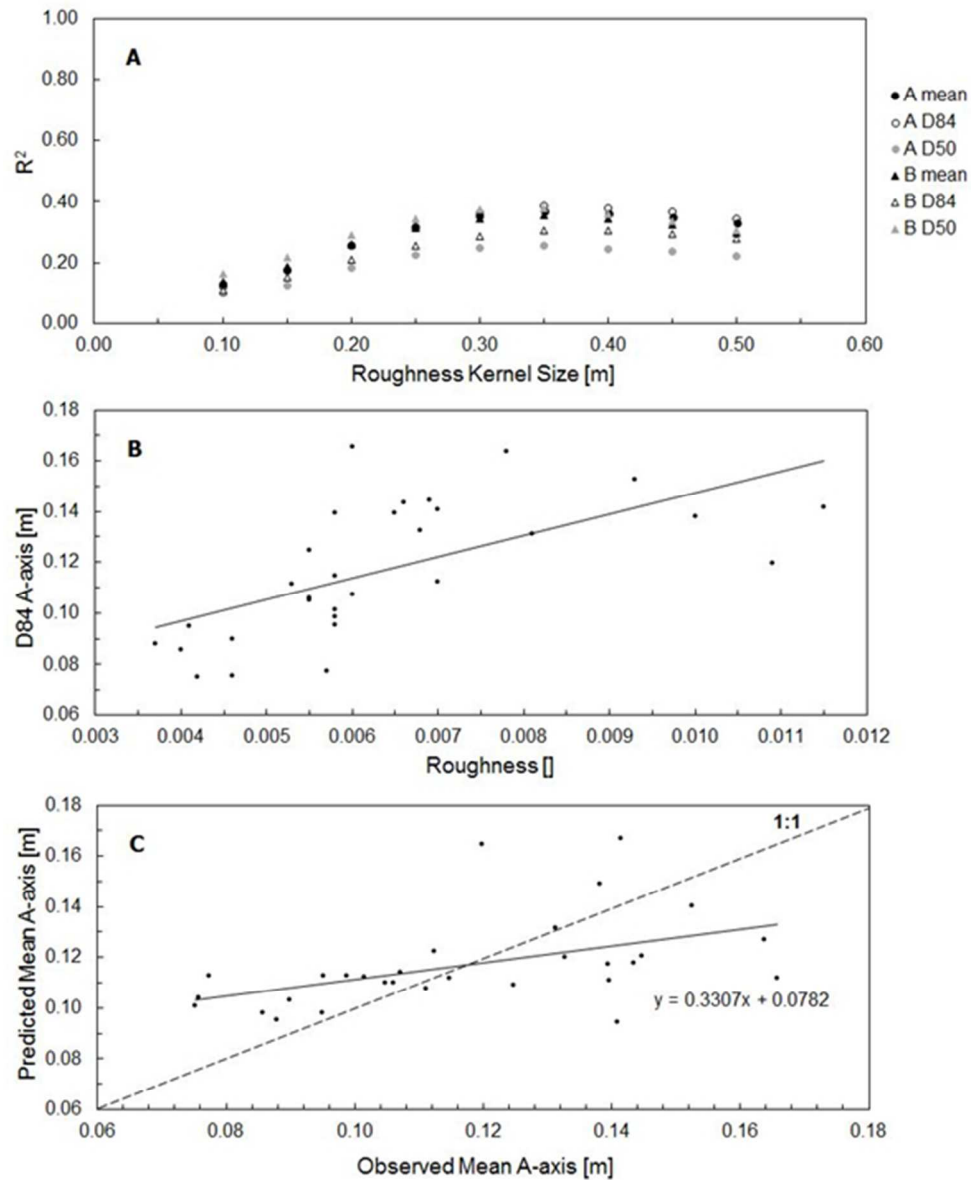 1.00
0.80
0.60
0.40
0.20
0.00
R²
A
0.00 0.10 0.20 0.30 0.40 0.50 0.60
Roughness Kernel Size [m]
A mean
A D84
A D50
B mean
B D84
B D50
0.18
0.16
0.14
0.12
0.10
0.08
0.06
D84 A-axis [m]
B
0.003 0.004 0.005 0.006 0.007 0.008 0.009 0.010 0.011 0.012
Roughness []
0.18
0.16
0.14
0.12
0.10
0.08
0.06
Predicted Mean A-axis [m]
C
1:1
y = 0.3307x + 0.0782
0.06 0.08 0.10 0.12 0.14 0.16 0.18
Observed Mean A-axis [m]